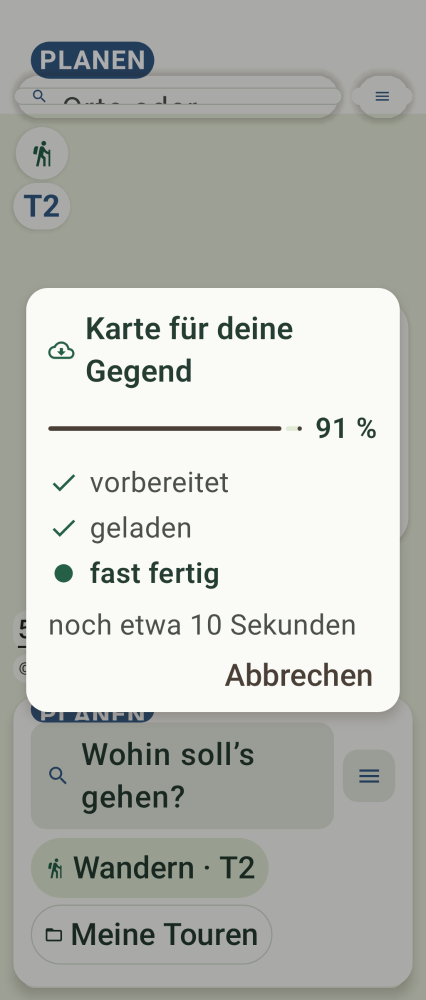 PLANEN
T2
Karte für deine
Gegend
91 %
vorbereitet
geladen
fast fertig
noch etwa 10 Sekunden
Abbrechen
PLANEN
Wohin soll’s
gehen?
Wandern · T2
Meine Touren